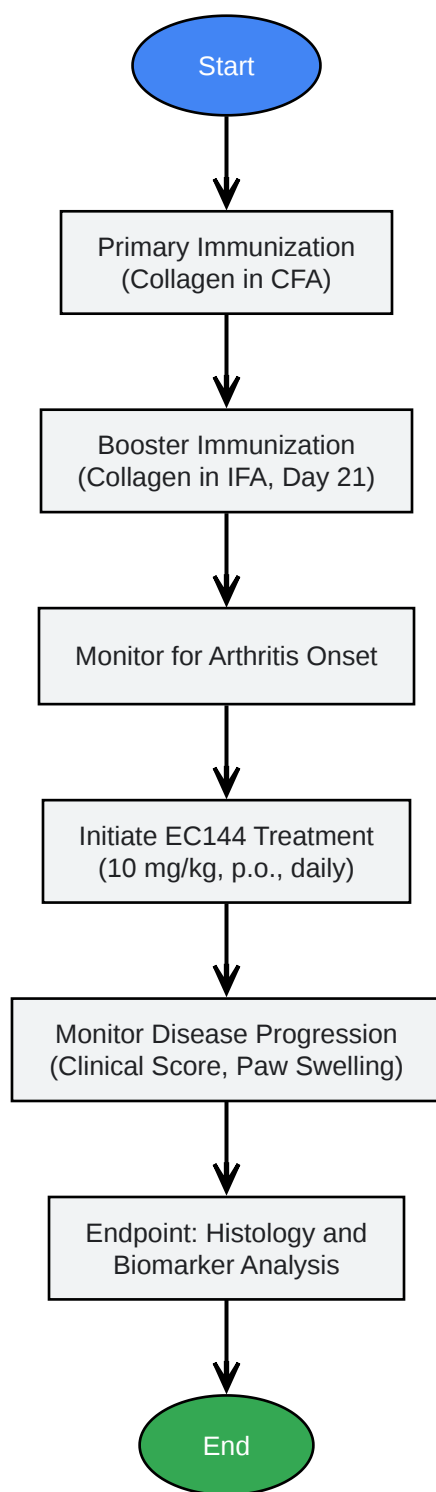 Start
Primary Immunization
(Collagen in CFA)
Booster Immunization
(Collagen in IFA, Day 21)
Monitor for Arthritis Onset
Initiate EC144 Treatment
(10 mg/kg, p.o., daily)
Monitor Disease Progression
(Clinical Score, Paw Swelling)
Endpoint: Histology and
Biomarker Analysis
End